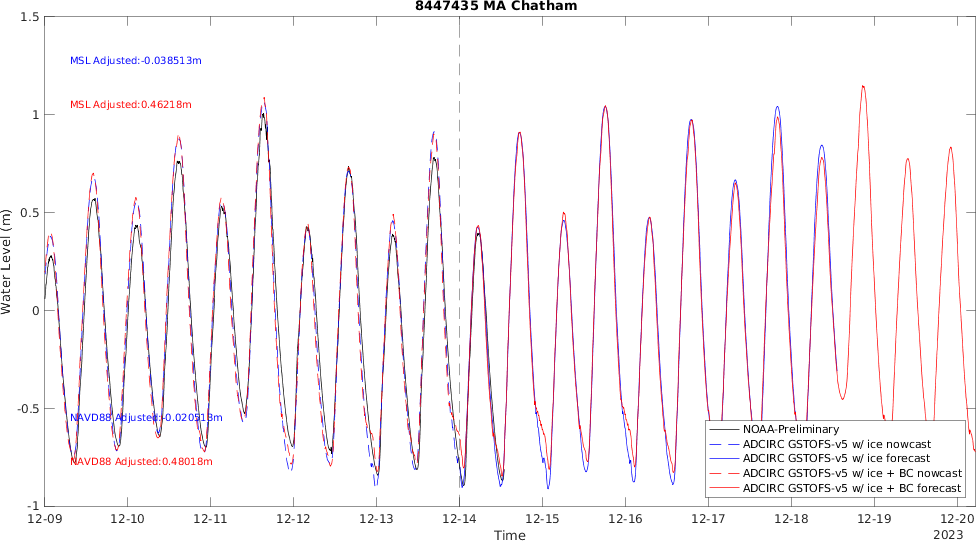 8447435 MA Chatham
1.5
MSL Adjusted:-0.038513m
MSL Adjusted:0.46218m
1
0.5
Water Level (m)
0
-0.5
NAVD88 Adjusted:-0.020513m
NAVD88 Adjusted:0.48018m
NOAA-Preliminary
ADCIRC GSTOFS-v5 w/ ice nowcast
ADCIRC GSTOFS-v5 w/ ice forecast
ADCIRC GSTOFS-v5 w/ ice + BC nowcast
ADCIRC GSTOFS-v5 w/ ice + BC forecast
-1
12-09 12-10 12-11 12-12 12-13 12-14 12-15 12-16 12-17 12-18 12-19 12-20
Time
2023